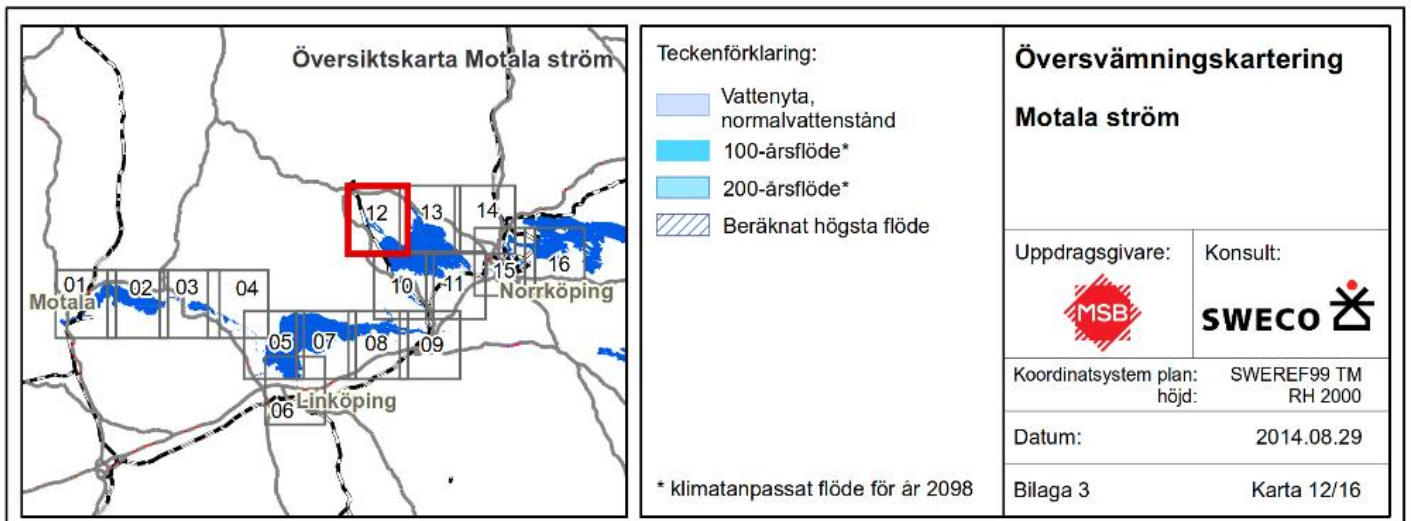 Översiktskarta Motala ström
12
13
14
15
16
01
02
03
04
10
11
Motala
Norrköping
05
07
08
09
06
Linköping
Teckenförklaring:
Vattenyta,
normalvattenstånd
100-årsflöde*
200-årsflöde*
Beräknat högsta flöde
* klimatanpassat flöde för år 2098
Översvämningskartering
Motala ström
Uppdragsgivare:
MSB
Konsult:
SWECO
Koordinatsystem plan: SWEREF99 TM
höjd: RH 2000
Datum: 2014.08.29
Bilaga 3 Karta 12/16